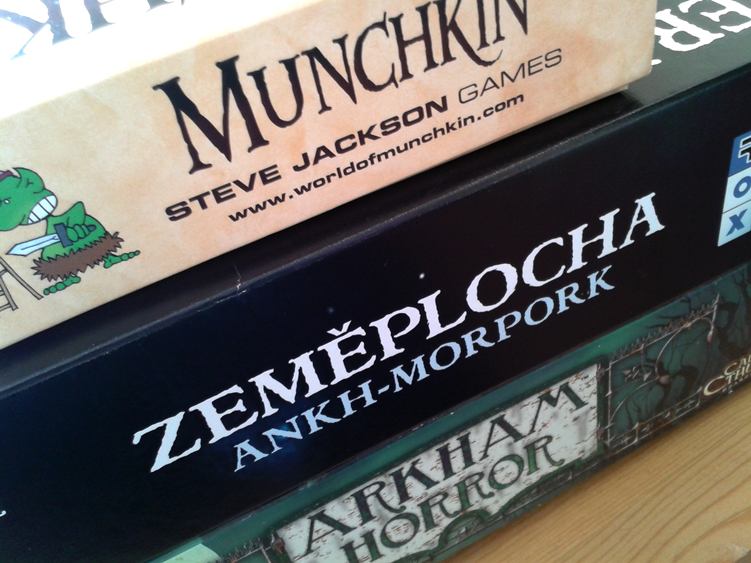 MUNCHKIN
STEVE JACKSON GAMES
www.worldofmunchkin.com
ZEMĚPLOCHA
ANKH-MORPORK
ARKHAM
HORROR